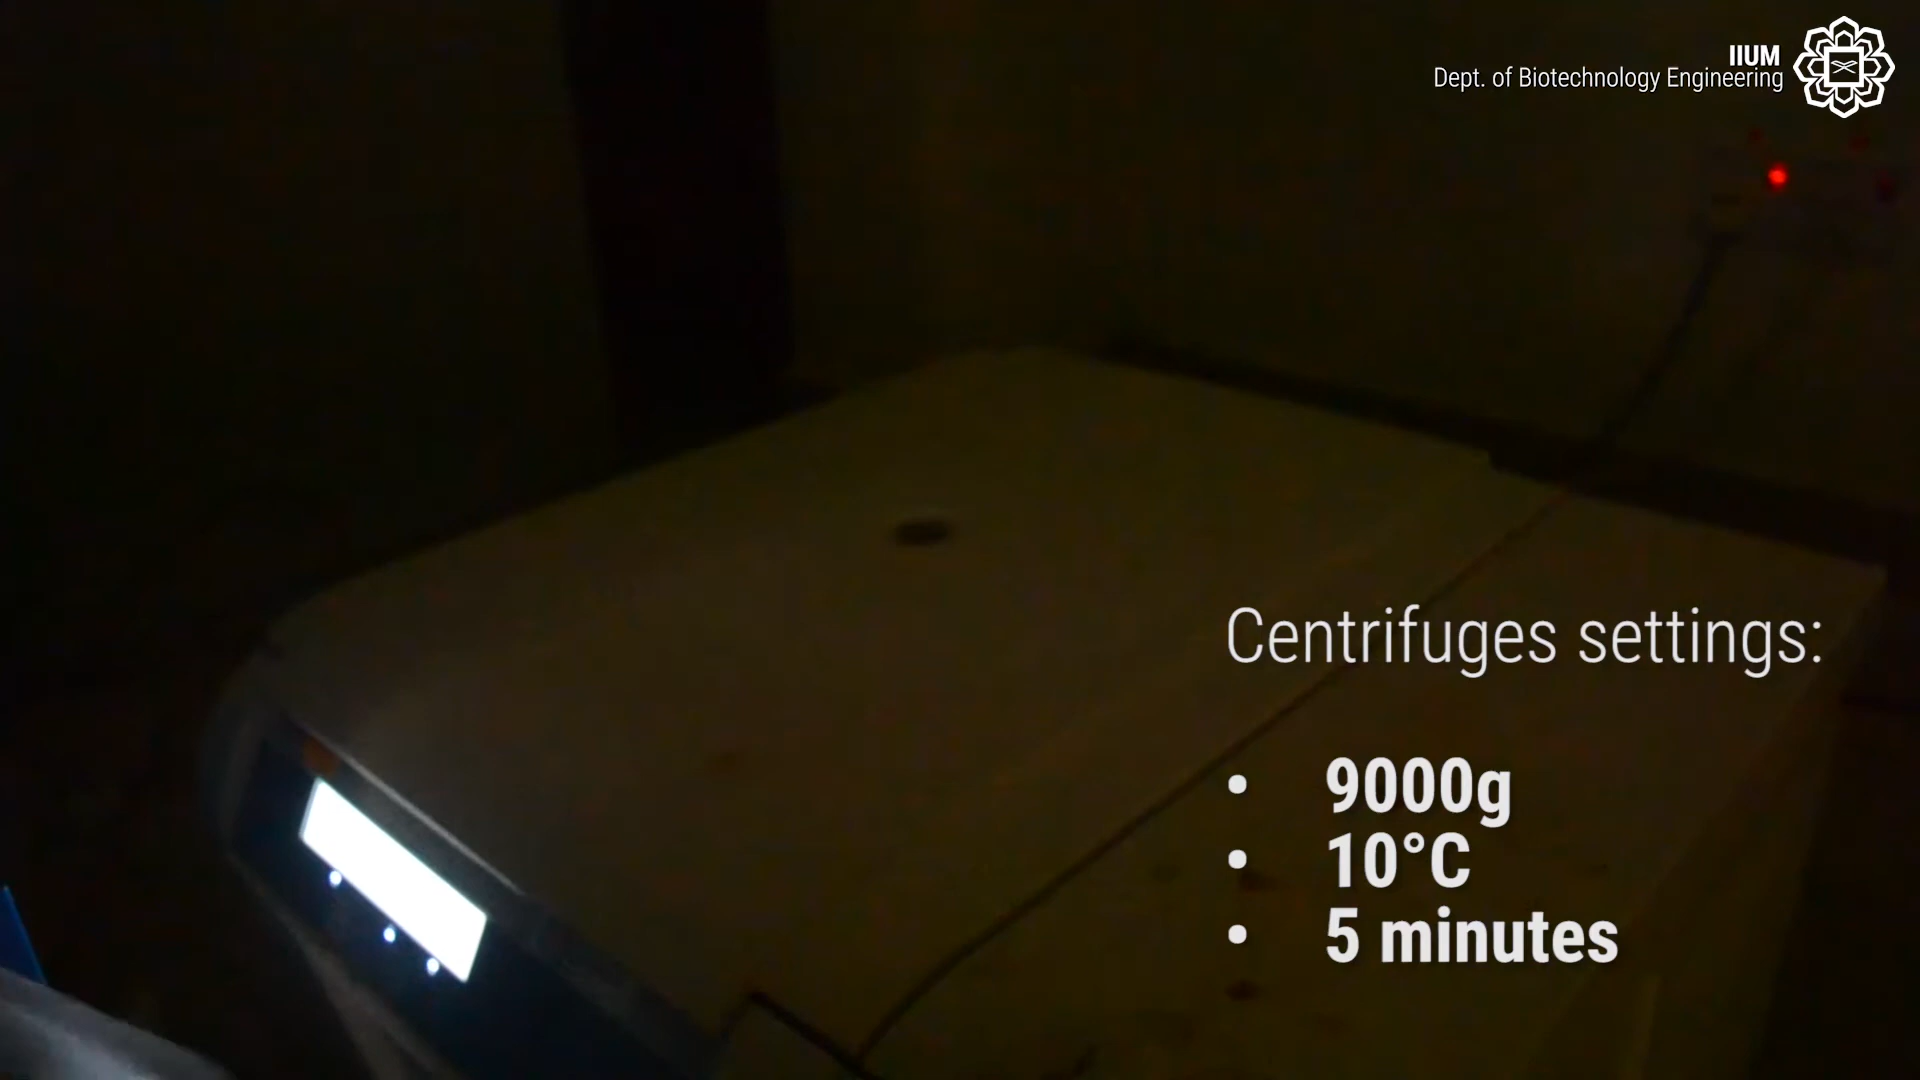 IIUM
Dept. of Biotechnology Engineering
Centrifuges settings:
• 9000g
• 10°C
• 5 minutes